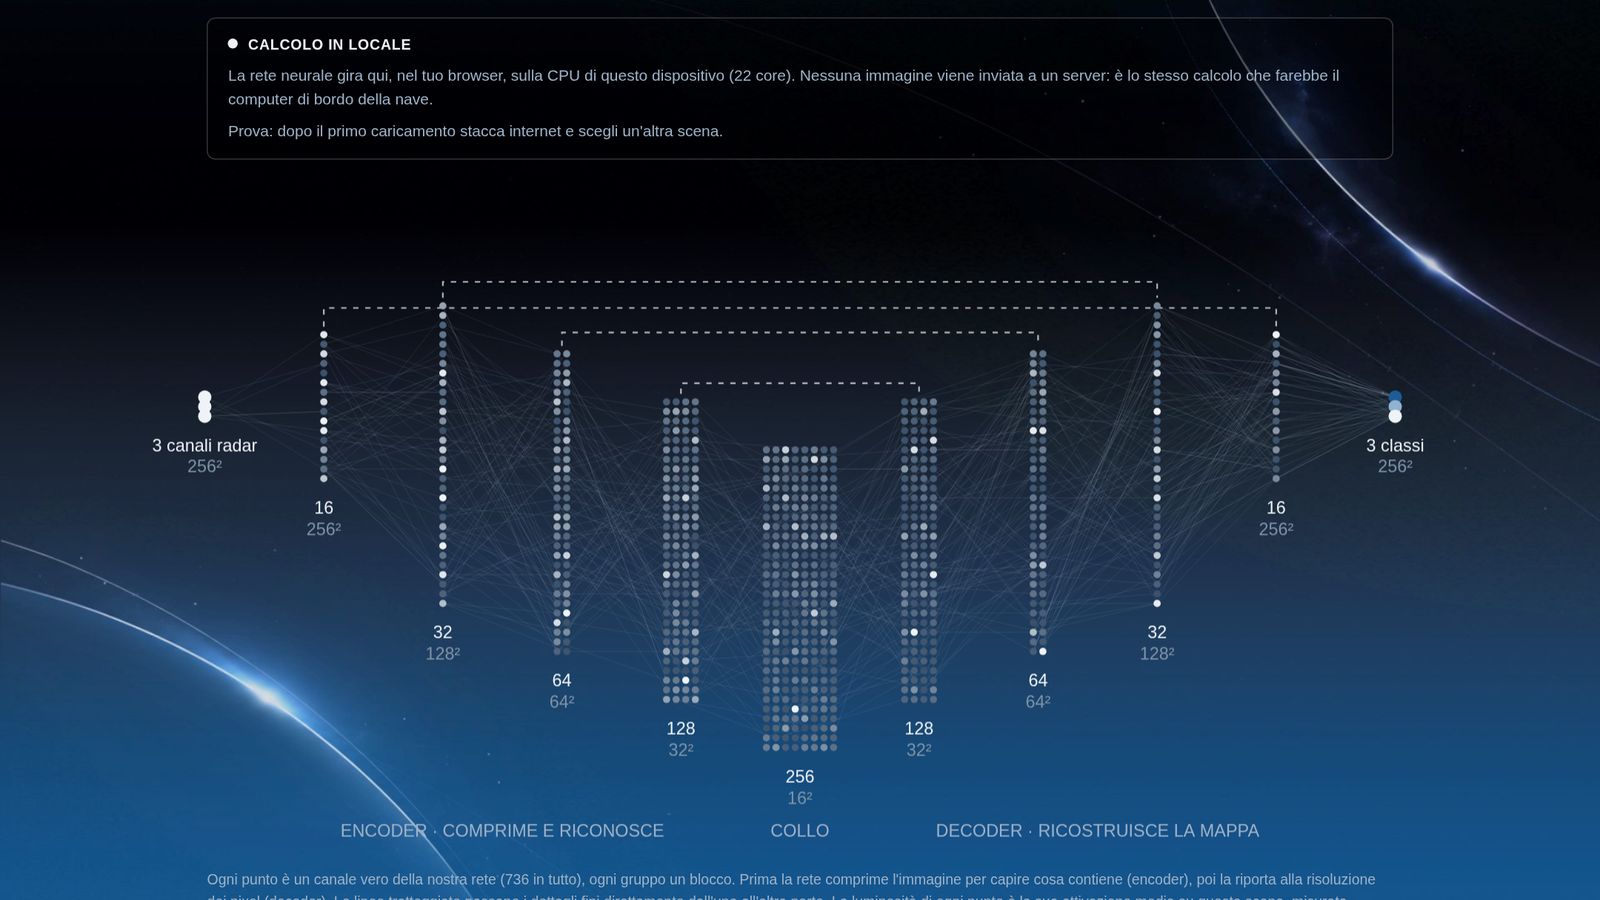 CALCOLO IN LOCALE
La rete neurale gira qui, nel tuo browser, sulla CPU di questo dispositivo (22 core). Nessuna immagine viene inviata a un server: è lo stesso calcolo che farebbe il
computer di bordo della nave.
Prova: dopo il primo caricamento stacca internet e scegli un'altra scena.
3 canali radar
256²
16
256²
32
128²
64
64²
128
32²
256
16²
128
32²
64
64²
32
128²
16
256²
3 classi
256²
ENCODER · COMPRIME E RICONOSCE
COLLO
DECODER · RICOSTRUISCE LA MAPPA
Ogni punto è un canale vero della nostra rete (736 in tutto), ogni gruppo un blocco. Prima la rete comprime l'immagine per capire cosa contiene (encoder), poi la riporta alla risoluzione